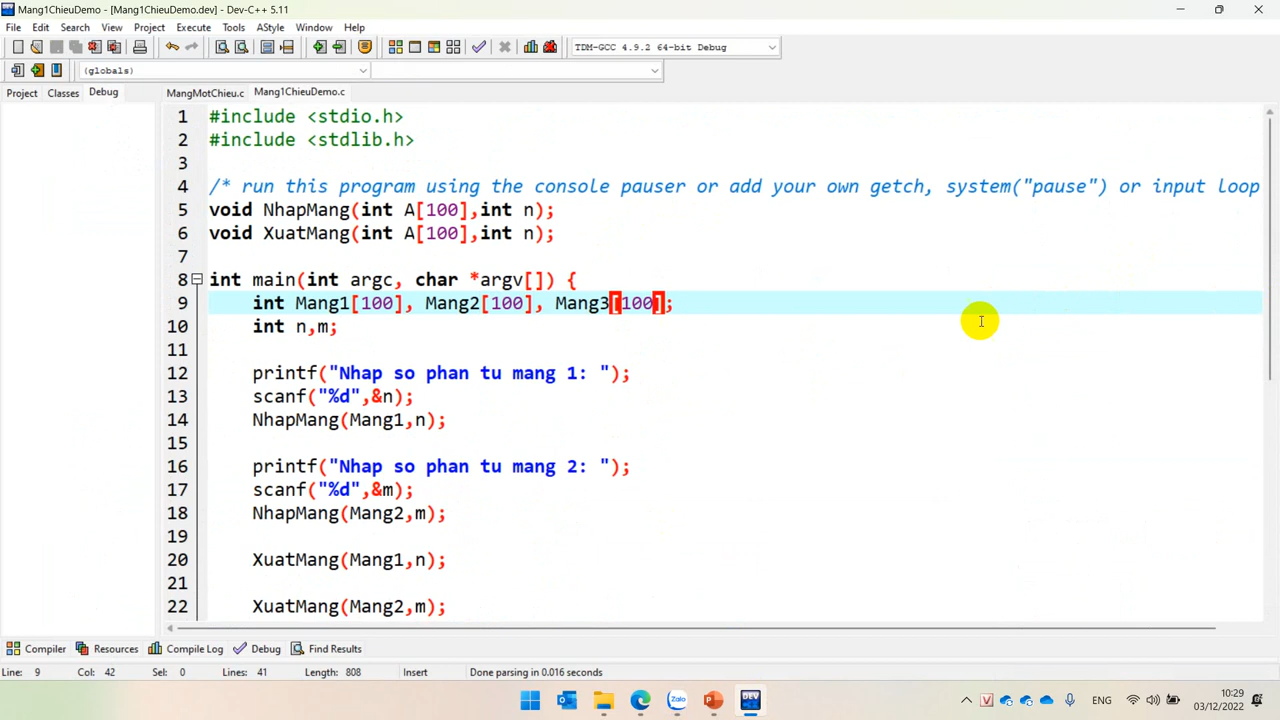 Mang1ChieuDemo - [Mang1ChieuDemo.dev] - Dev-C++ 5.11
File Edit Search View Project Execute Tools AStyle Window Help
TDM-GCC 4.9.2 64-bit Debug
(globals)
Project Classes Debug MangMotChieu.c Mang1ChieuDemo.c
1 #include <stdio.h>
2 #include <stdlib.h>
3
4 /* run this program using the console pauser or add your own getch, system("pause") or input loop
5 void NhapMang(int A[100],int n);
6 void XuatMang(int A[100],int n);
7
8 int main(int argc, char *argv[]) {
9 int Mang1[100], Mang2[100], Mang3[100];
10 int n,m;
11
12 printf("Nhap so phan tu mang 1: ");
13 scanf("%d",&n);
14 NhapMang(Mang1,n);
15
16 printf("Nhap so phan tu mang 2: ");
17 scanf("%d",&m);
18 NhapMang(Mang2,m);
19
20 XuatMang(Mang1,n);
21
22 XuatMang(Mang2,m);
Compiler Resources Compile Log Debug Find Results
Line: 9 Col: 42 Sel: 0 Lines: 41 Length: 808 Insert Done parsing in 0.016 seconds
Zalo DEV V ENG 10:29
03/12/2022